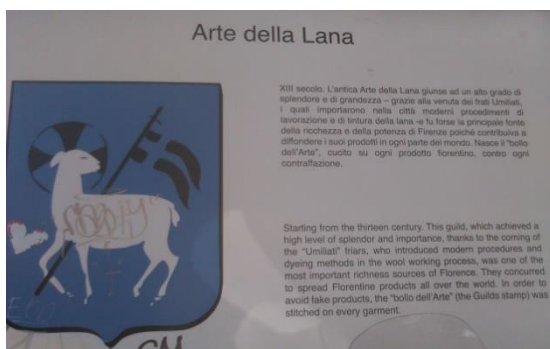 Arte della Lana
XIII secolo. L'antica Arte della Lana giunse ad un alto grado di
splendore e di grandezza – grazie alla venuta dei frati Umiliati,
i quali importarono nella città moderni procedimenti di
lavorazione e di tintura della lana -e fu forse la principale fonte
della ricchezza e della potenza di Firenze poiché contribuiva a
diffondere i suoi prodotti in ogni parte del mondo. Nasce il "bollo
dell'Arte", cucito su ogni prodotto fiorentino, contro ogni
contraffazione.
Starting from the thirteen century. This guild, which achieved a
high level of splendor and importance, thanks to the coming of
the "Umiliati" friars, who introduced modern procedures and
dyeing methods in the wool working process, was one of the
most important richness sources of Florence. They concurred
to spread Florentine products all over the world. In order to
avoid fake products, the "bollo dell'Arte" (the Guilds stamp) was
stitched on every garment.